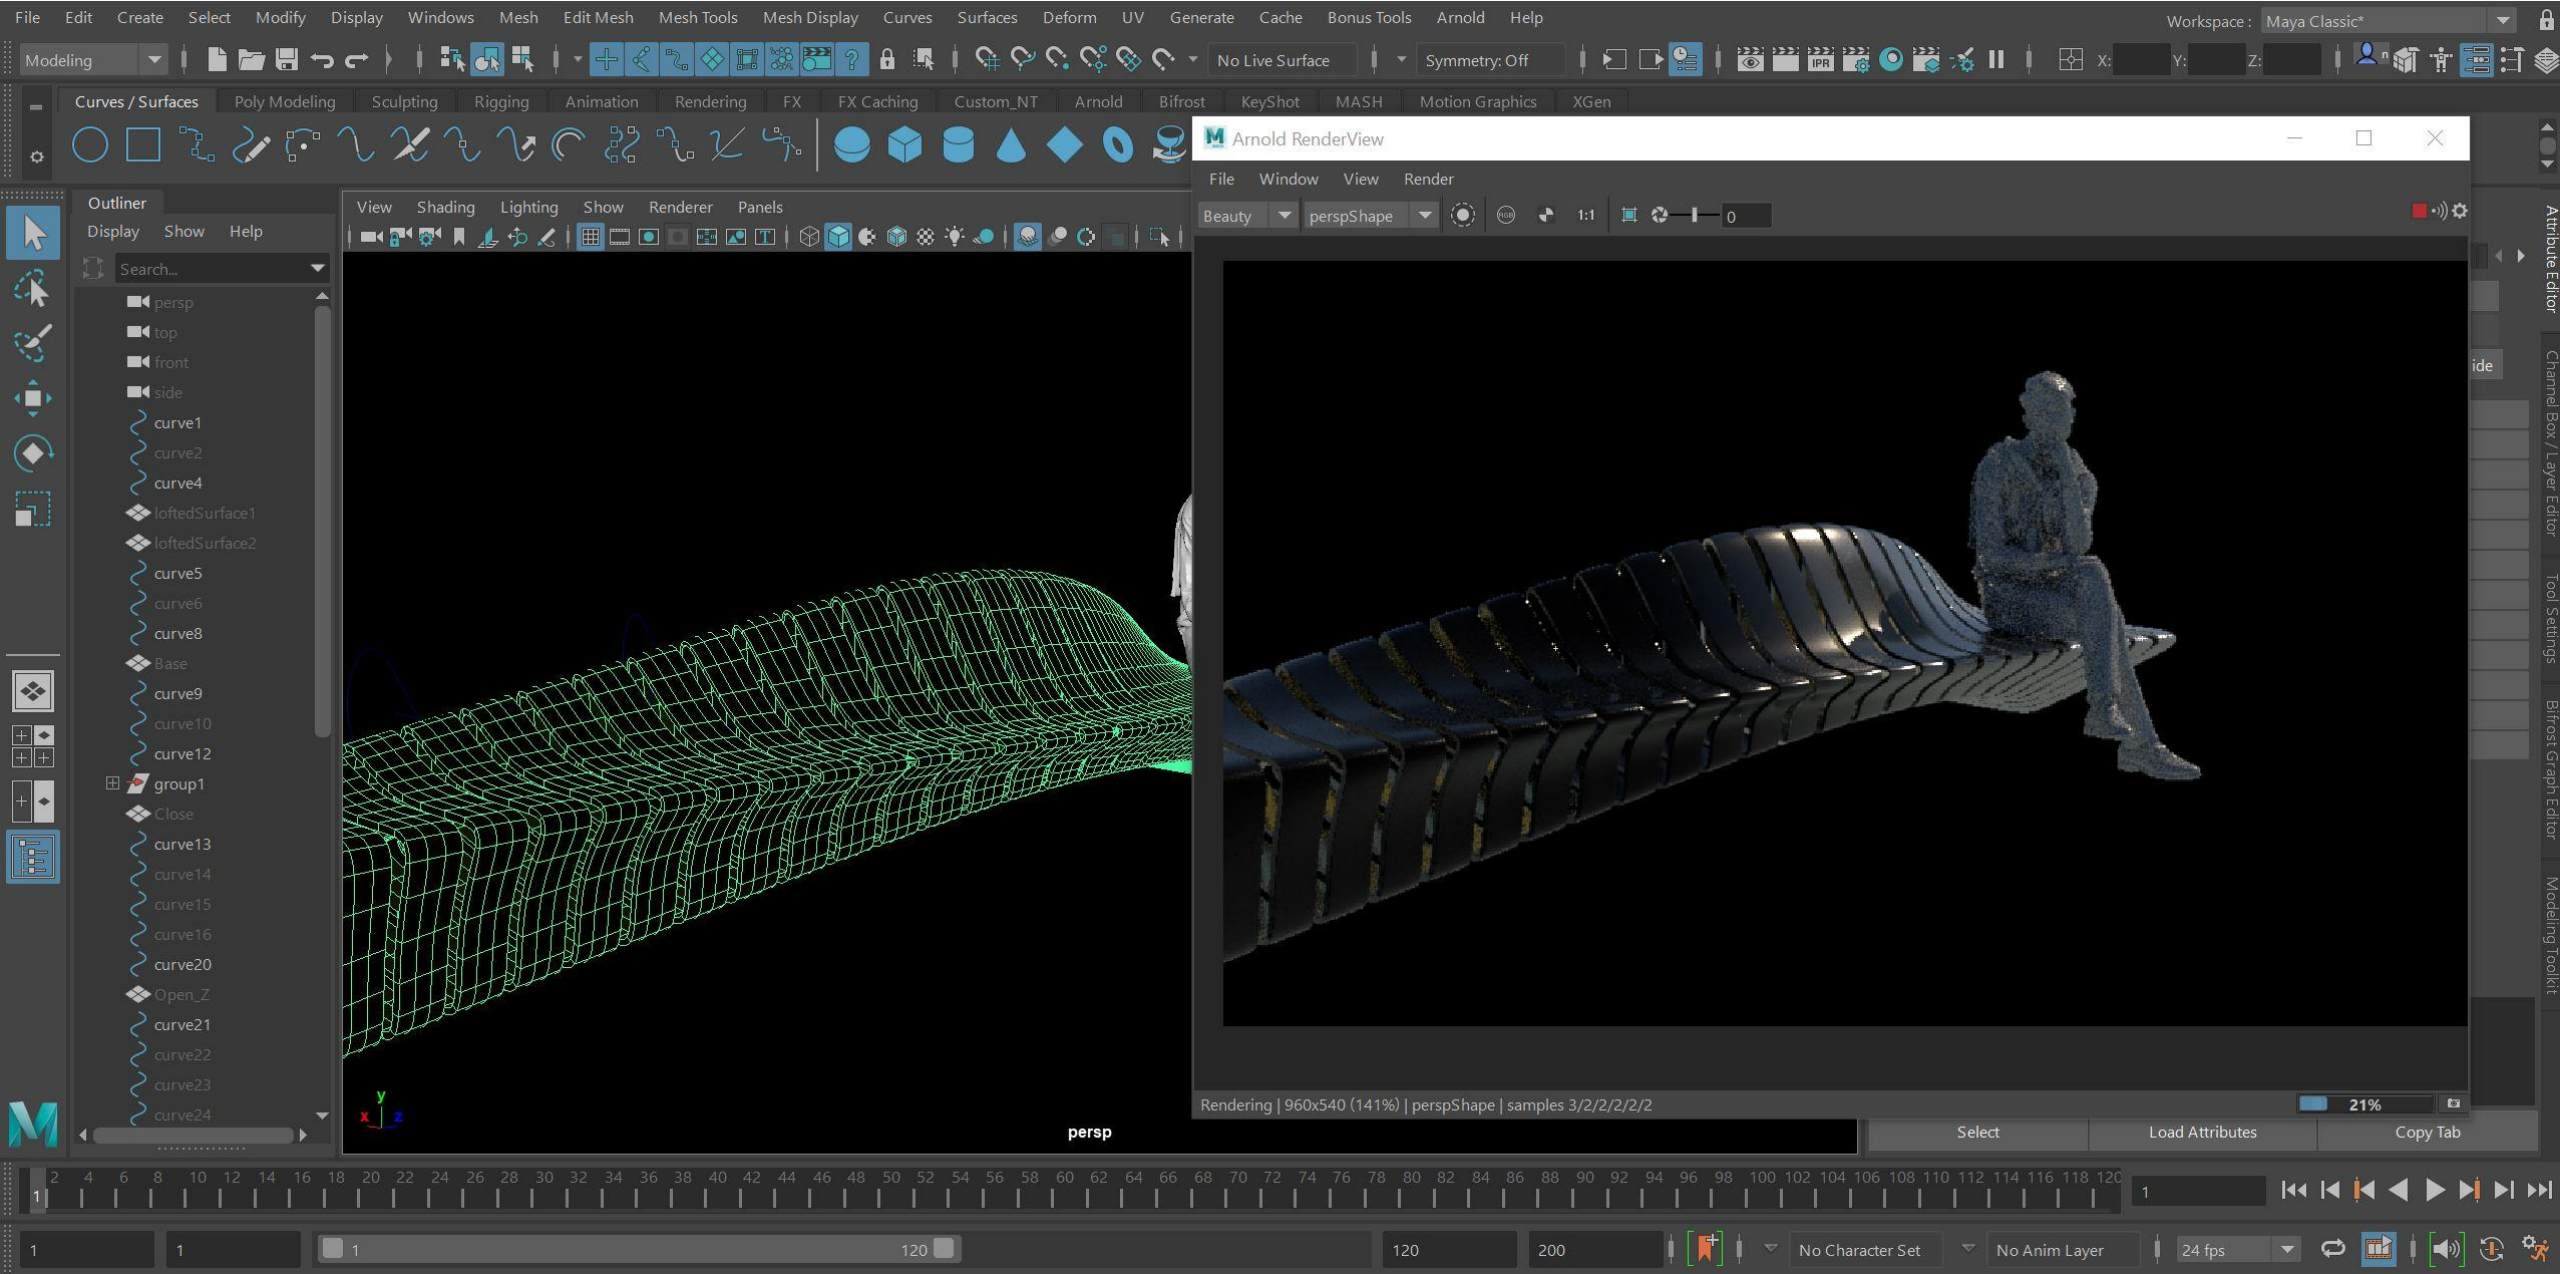 File Edit Create Select Modify Display Windows Mesh Edit Mesh Mesh Tools Mesh Display Curves Surfaces Deform UV Generate Cache Bonus Tools Arnold Help
Workspace : Maya Classic*
Modeling
No Live Surface
Symmetry: Off
IPR
X:
Y:
Z:
Curves / Surfaces Poly Modeling Sculpting Rigging Animation Rendering FX FX Caching Custom_NT Arnold Bifrost KeyShot MASH Motion Graphics XGen
Arnold RenderView
File Window View Render
Beauty
perspShape
1:1
0
Outliner
Display Show Help
Search...
persp
top
front
side
curve1
curve2
curve4
loftedSurface1
loftedSurface2
curve5
curve6
curve8
Base
curve9
curve10
curve12
group1
Close
curve13
curve14
curve15
curve16
curve20
Open_Z
curve21
curve22
curve23
curve24
View Shading Lighting Show Renderer Panels
y
x z
persp
Rendering | 960x540 (141%) | perspShape | samples 3/2/2/2/2/2
21%
ide
Attribute Editor
Channel Box / Layer Editor
Tool Settings
Bifrost Graph Editor
Modeling Toolkit
Select Load Attributes Copy Tab
2 4 6 8 10 12 14 16 18 20 22 24 26 28 30 32 34 36 38 40 42 44 46 48 50 52 54 56 58 60 62 64 66 68 70 72 74 76 78 80 82 84 86 88 90 92 94 96 98 100 102 104 106 108 110 112 114 116 118 120
1
1
1
1
1 120
120
200
No Character Set
No Anim Layer
24 fps